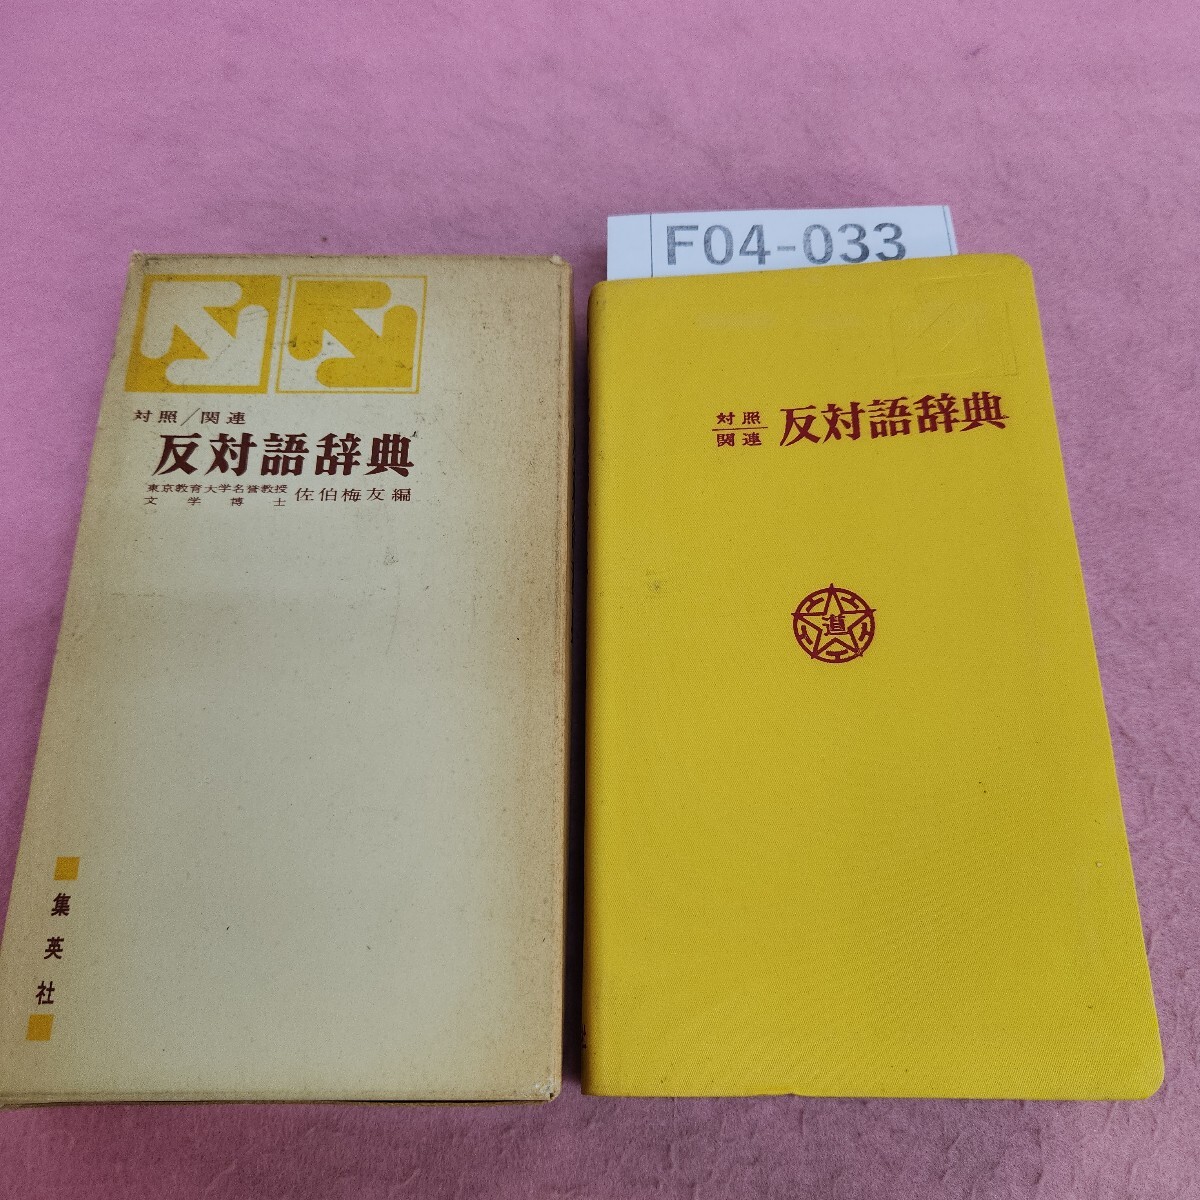 F04-033
対照/関連
反対語辞典
東京教育大学名誉教授
文学博士
佐伯梅友編
集英社
対照
関連
反対語辞典
道